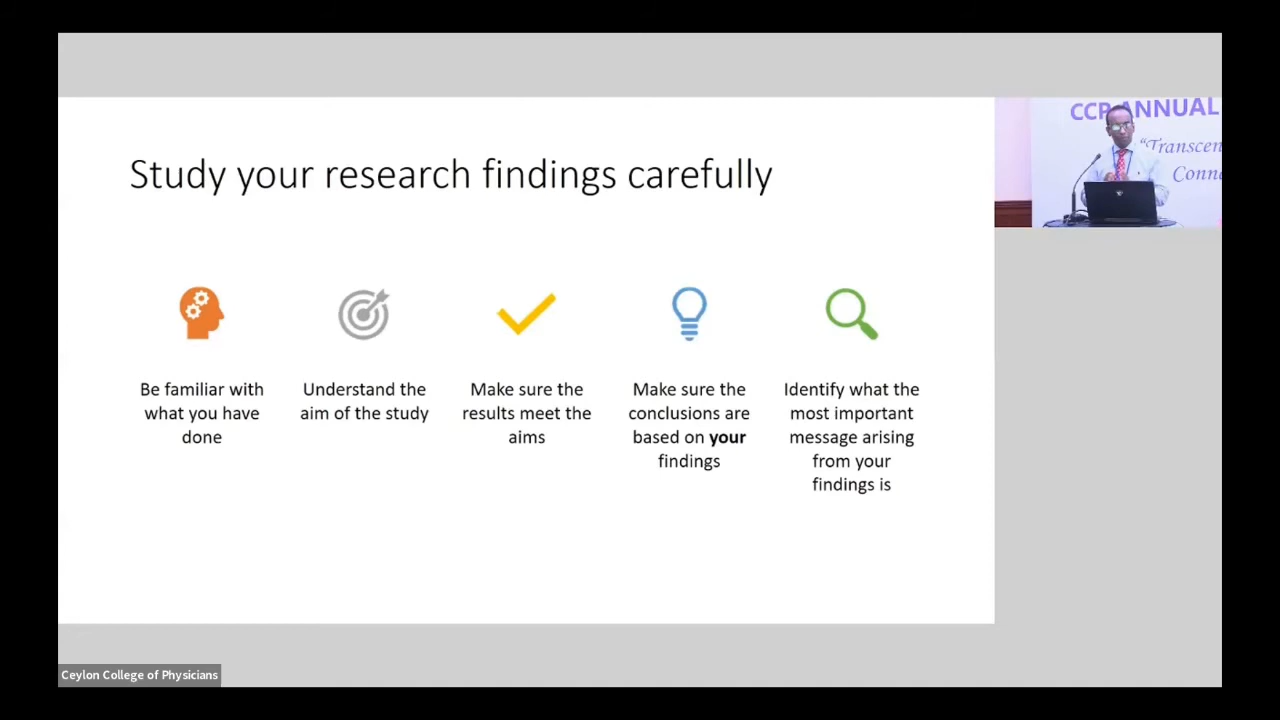 Study your research findings carefully
Be familiar with
what you have
done
Understand the
aim of the study
Make sure the
results meet the
aims
Make sure the
conclusions are
based on your
findings
Identify what the
most important
message arising
from your
findings is
CCP ANNUAL
“Transcen
Conne
Ceylon College of Physicians